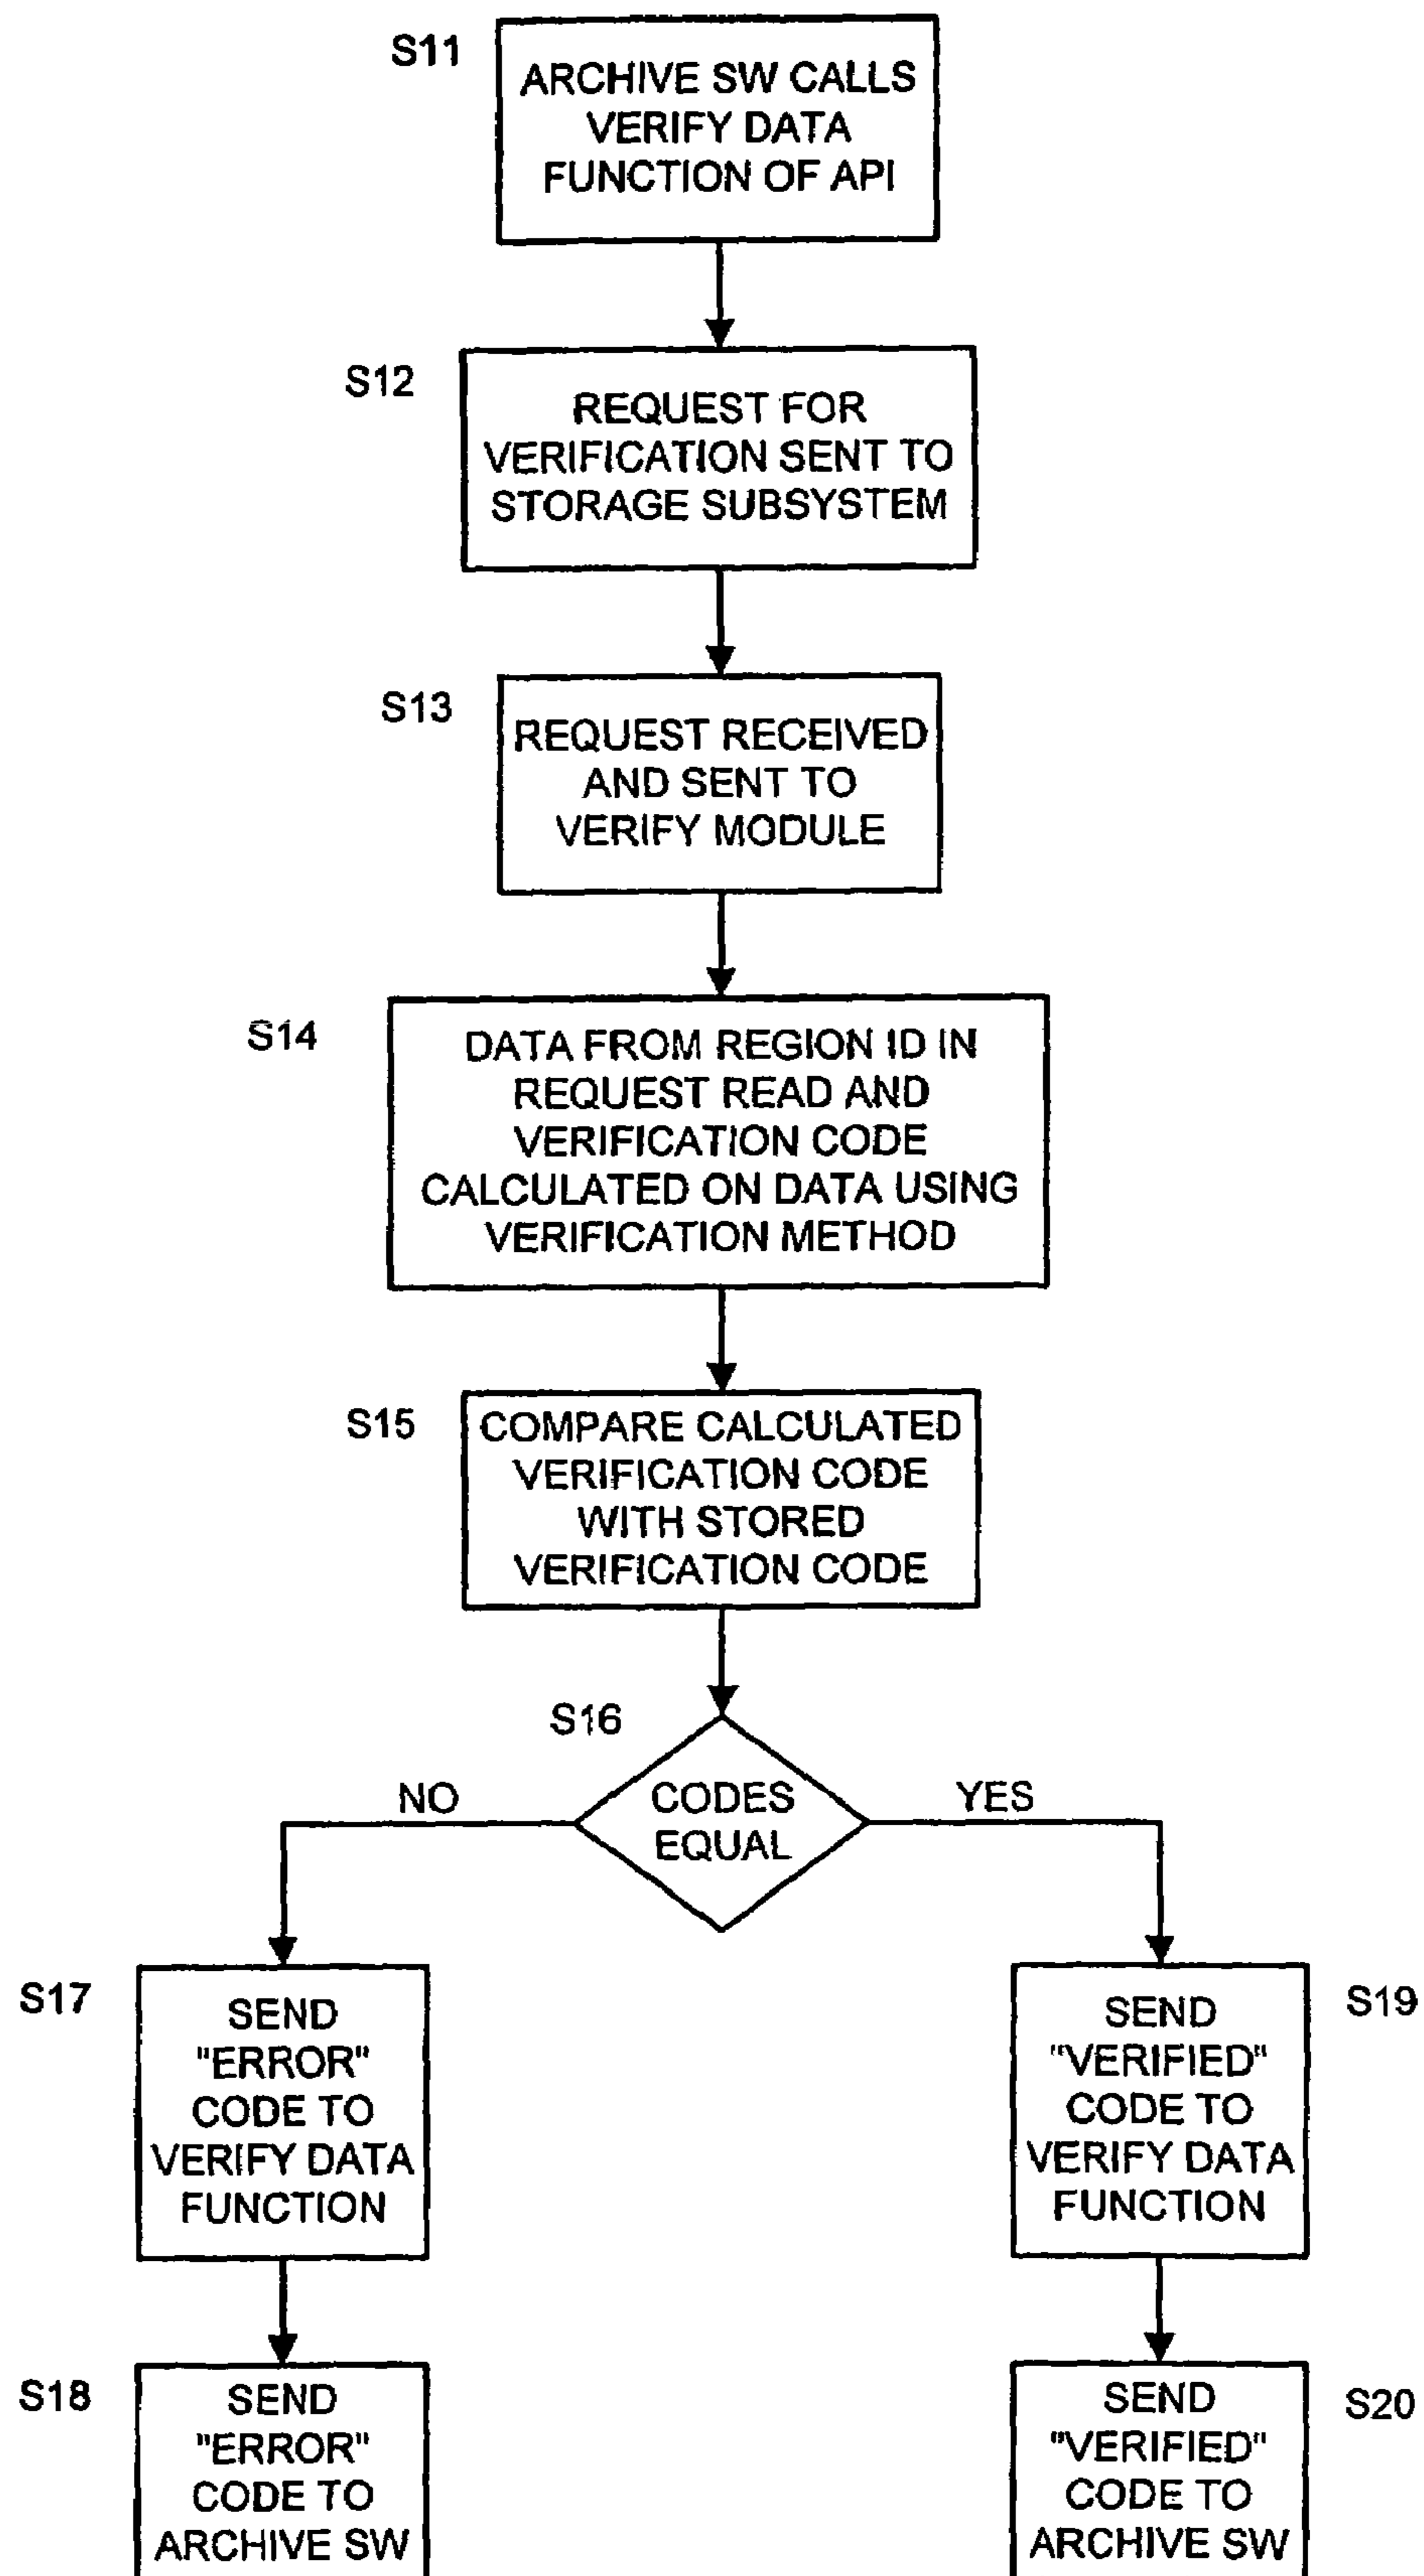 S11
ARCHIVE SW CALLS
VERIFY DATA
FUNCTION OF API
S12
REQUEST FOR
VERIFICATION SENT TO
STORAGE SUBSYSTEM
S13
REQUEST RECEIVED
AND SENT TO
VERIFY MODULE
S14
DATA FROM REGION ID IN
REQUEST READ AND
VERIFICATION CODE
CALCULATED ON DATA USING
VERIFICATION METHOD
S15
COMPARE CALCULATED
VERIFICATION CODE
WITH STORED
VERIFICATION CODE
S16
CODES
EQUAL
NO
YES
S17
SEND
"ERROR"
CODE TO
VERIFY DATA
FUNCTION
S19
SEND
"VERIFIED"
CODE TO
VERIFY DATA
FUNCTION
S18
SEND
"ERROR"
CODE TO
ARCHIVE SW
S20
SEND
"VERIFIED"
CODE TO
ARCHIVE SW